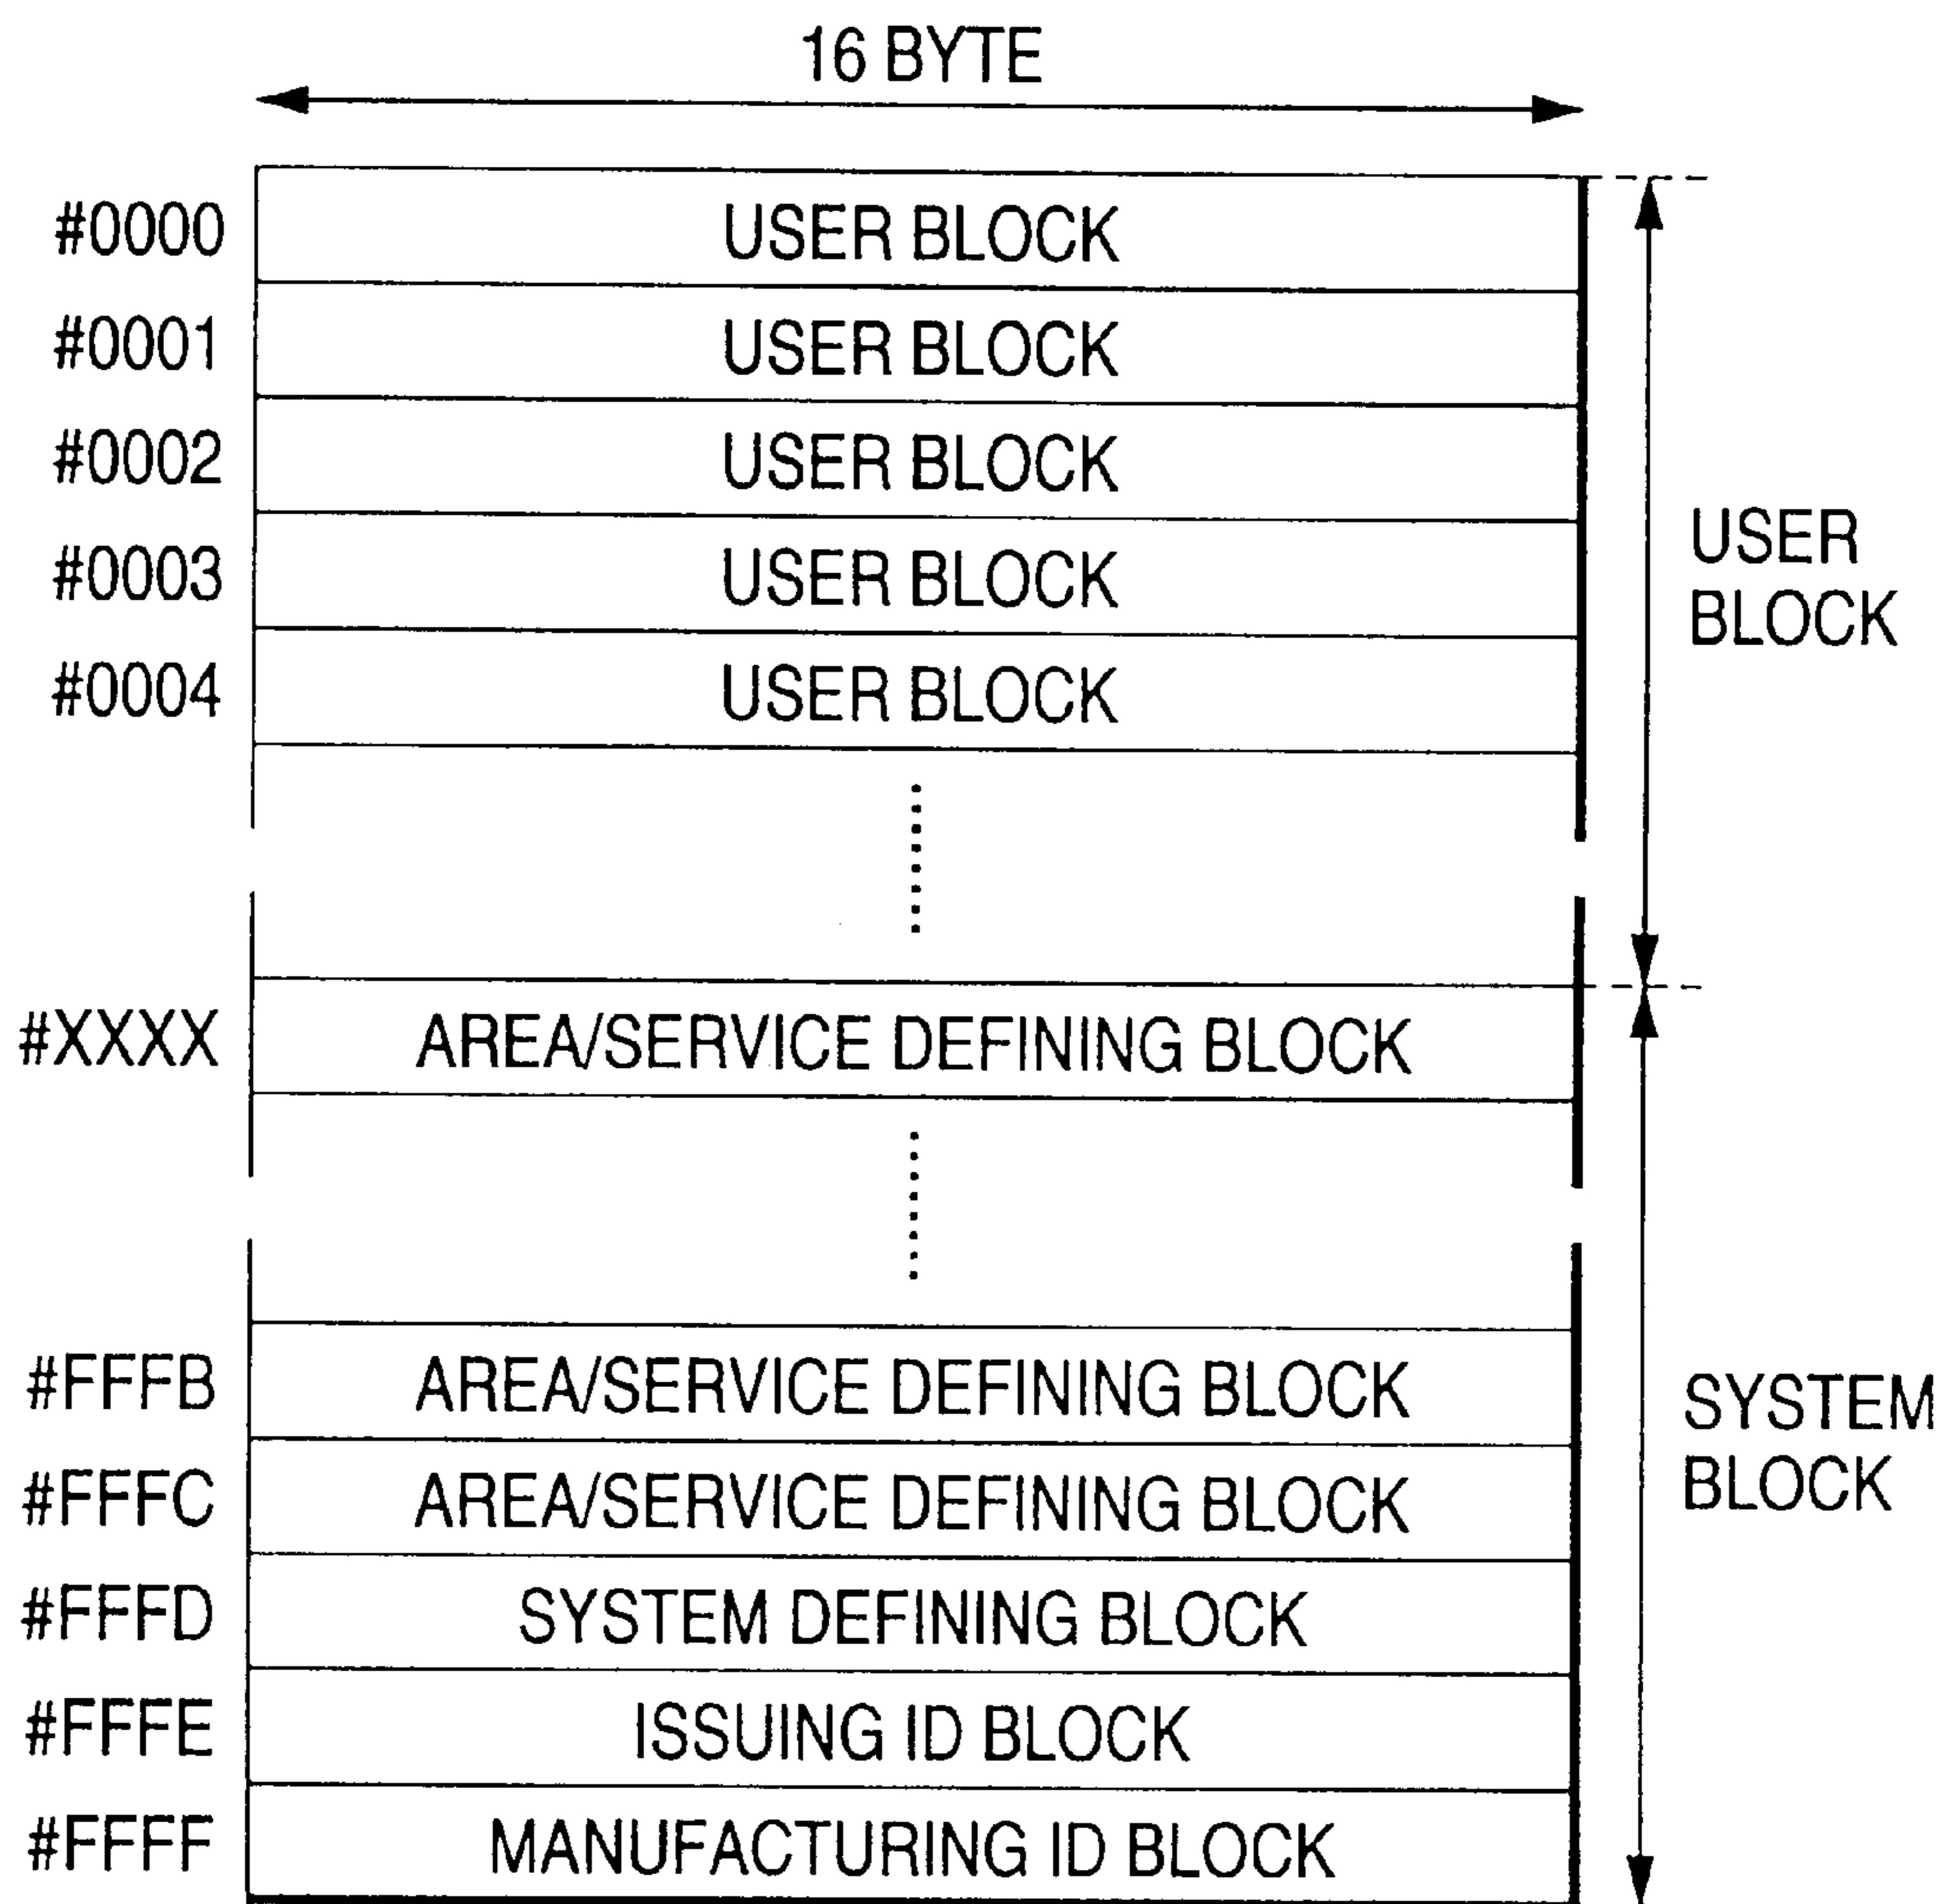 16 BYTE
#0000 USER BLOCK
#0001 USER BLOCK
#0002 USER BLOCK
#0003 USER BLOCK
#0004 USER BLOCK
USER
BLOCK
#XXXX AREA/SERVICE DEFINING BLOCK
#FFFB AREA/SERVICE DEFINING BLOCK
#FFFC AREA/SERVICE DEFINING BLOCK
#FFFD SYSTEM DEFINING BLOCK
#FFFE ISSUING ID BLOCK
#FFFF MANUFACTURING ID BLOCK
SYSTEM
BLOCK